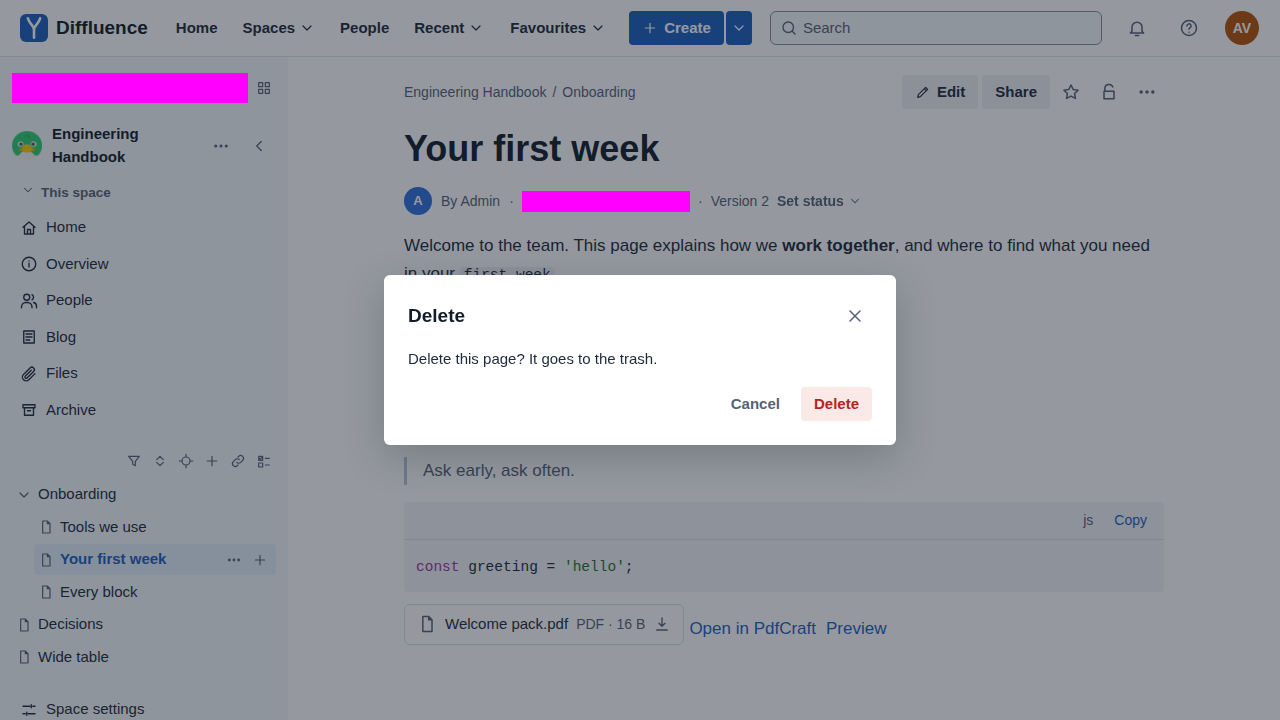 Diffluence
Home
Spaces
People
Recent
Favourites
Create
Search
AV
Engineering Handbook
This space
Home
Overview
People
Blog
Files
Archive
Onboarding
Tools we use
Your first week
Every block
Decisions
Wide table
Space settings
Engineering Handbook / Onboarding
Edit
Share
Your first week
A
By Admin · · Version 2 Set status
Welcome to the team. This page explains how we work together, and where to find what you need
in your first week
Delete
Delete this page? It goes to the trash.
Cancel
Delete
Ask early, ask often.
js
Copy
const greeting = 'hello';
Welcome pack.pdf PDF · 16 B
Open in PdfCraft Preview